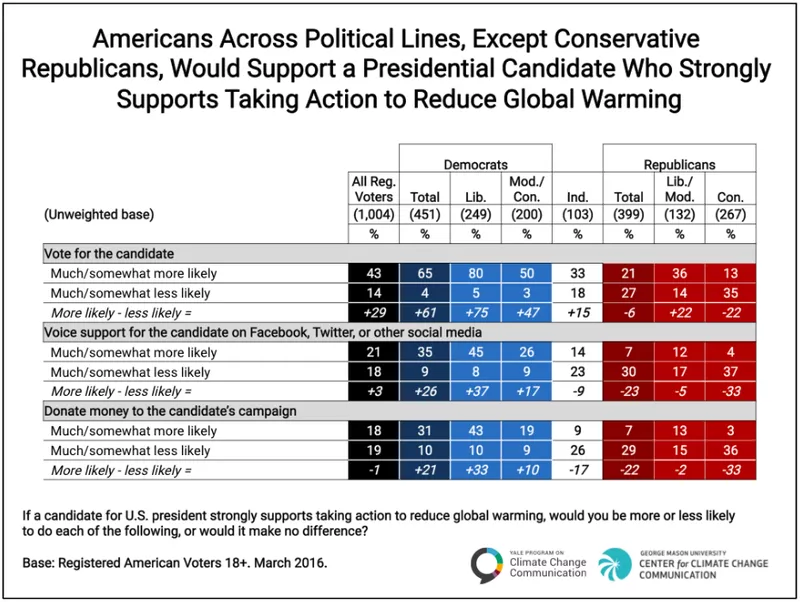 Americans Across Political Lines, Except Conservative
Republicans, Would Support a Presidential Candidate Who Strongly
Supports Taking Action to Reduce Global Warming
Democrats Republicans
All Reg. Voters Total Lib. Mod./ Con. Ind. Total Lib./ Mod. Con.
(Unweighted base) (1,004) (451) (249) (200) (103) (399) (132) (267)
% % % % % % % %
Vote for the candidate
Much/somewhat more likely 43 65 80 50 33 21 36 13
Much/somewhat less likely 14 4 5 3 18 27 14 35
More likely - less likely = +29 +61 +75 +47 +15 -6 +22 -22
Voice support for the candidate on Facebook, Twitter, or other social media
Much/somewhat more likely 21 35 45 26 14 7 12 4
Much/somewhat less likely 18 9 8 9 23 30 17 37
More likely - less likely = +3 +26 +37 +17 -9 -23 -5 -33
Donate money to the candidate's campaign
Much/somewhat more likely 18 31 43 19 9 7 13 3
Much/somewhat less likely 19 10 10 9 26 29 15 36
More likely - less likely = -1 +21 +33 +10 -17 -22 -2 -33
If a candidate for U.S. president strongly supports taking action to reduce global warming, would you be more or less likely
to do each of the following, or would it make no difference?
Base: Registered American Voters 18+. March 2016.
YALE PROGRAM ON
Climate Change
Communication
GEORGE MASON UNIVERSITY
CENTER for CLIMATE CHANGE
COMMUNICATION